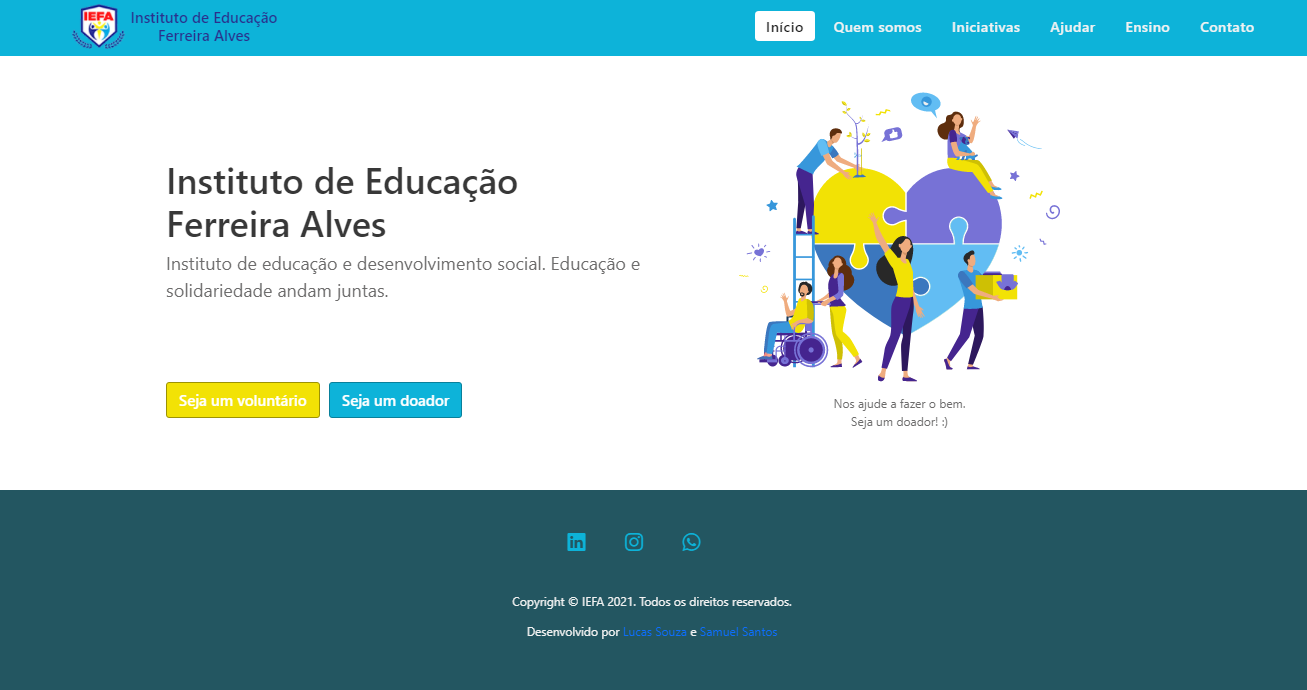 IEFA
Instituto de Educação
Ferreira Alves
Início
Quem somos
Iniciativas
Ajudar
Ensino
Contato
Instituto de Educação
Ferreira Alves
Instituto de educação e desenvolvimento social. Educação e
solidariedade andam juntas.
Seja um voluntário
Seja um doador
Nos ajude a fazer o bem.
Seja um doador! :)
Copyright © IEFA 2021. Todos os direitos reservados.
Desenvolvido por Lucas Souza e Samuel Santos